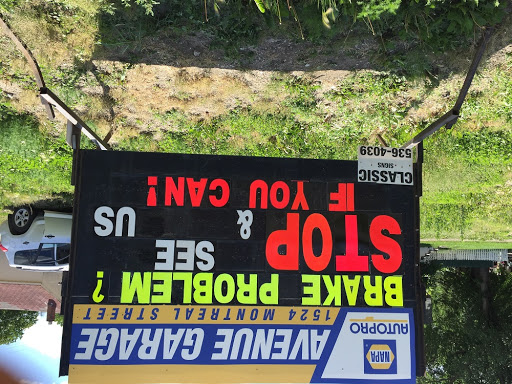 NAPA
AUTOPRO
AVENUE GARAGE
1524 MONTREAL STREET
BRAKE PROBLEM?
STOP & SEE US
IF YOU CAN!
CLASSIC
SIGNS
536-4039